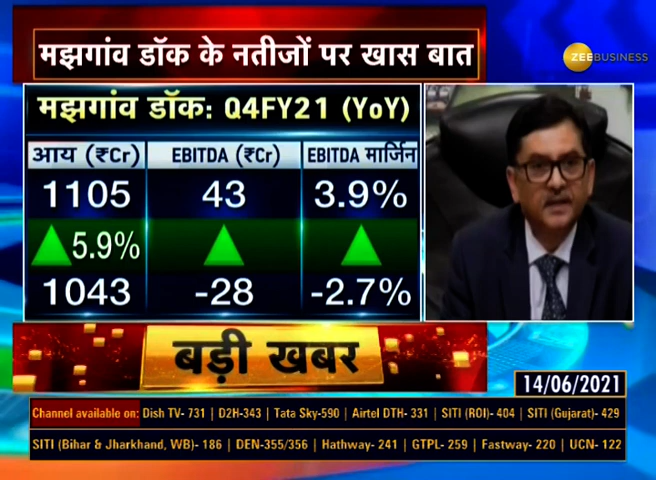 मझगांव डॉक के नतीजों पर खास बात
ZEEBUSINESS
मझगांव डॉक: Q4FY21 (YoY)
आय (₹Cr) EBITDA (₹Cr) EBITDA मार्जिन
1105 43 3.9%
5.9%
1043 -28 -2.7%
बड़ी खबर
14/06/2021
Channel available on: Dish TV- 731 | D2H-343 | Tata Sky-590 | Airtel DTH- 331 | SITI (ROI)- 404 | SITI (Gujarat)- 429
SITI (Bihar & Jharkhand, WB)- 186 | DEN-355/356 | Hathway- 241 | GTPL- 259 | Fastway- 220 | UCN- 122